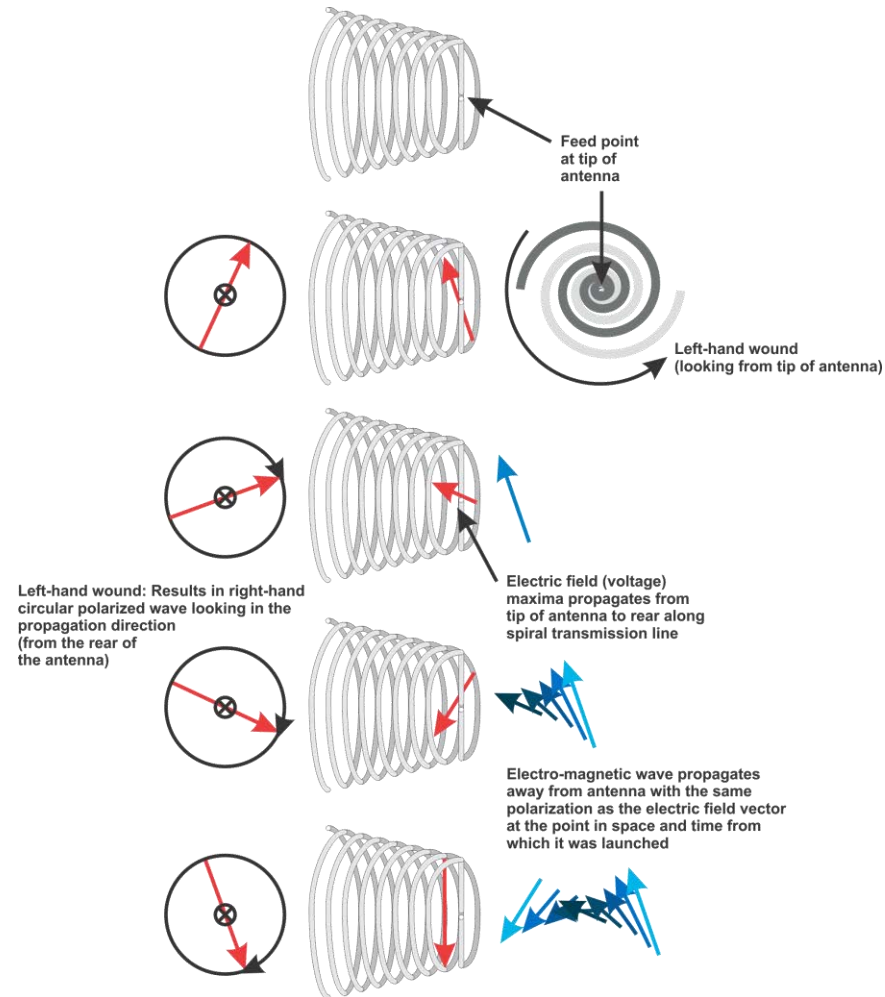 Feed point
at tip of
antenna
Left-hand wound
(looking from tip of antenna)
Electric field (voltage)
maxima propagates from
tip of antenna to rear along
spiral transmission line
Left-hand wound: Results in right-hand
circular polarized wave looking in the
propagation direction
(from the rear of
the antenna)
Electro-magnetic wave propagates
away from antenna with the same
polarization as the electric field vector
at the point in space and time from
which it was launched